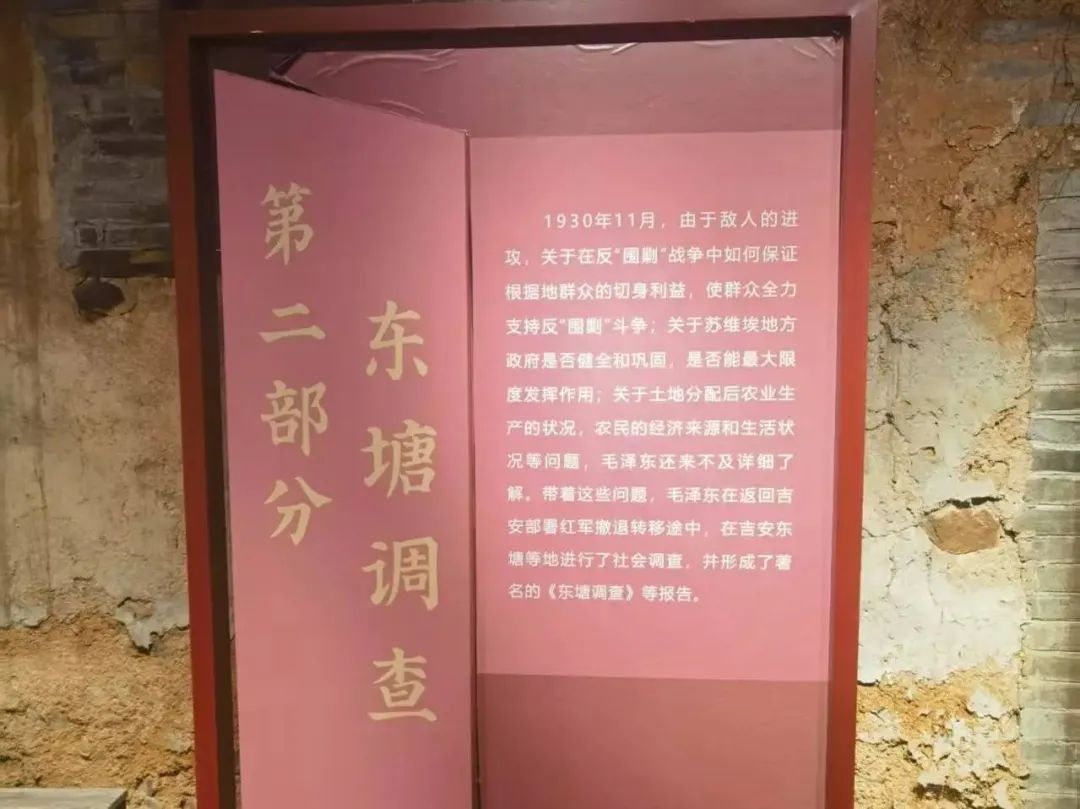 第二部分
东塘调查
1930年11月，由于敌人的进
攻，关于在反“围剿”战争中如何保证
根据地群众的切身利益，使群众全力
支持反“围剿”斗争；关于苏维埃地方
政府是否健全和巩固，是否能最大限
度发挥作用；关于土地分配后农业生
产的状况，农民的经济来源和生活状
况等问题，毛泽东还来不及详细了
解。带着这些问题，毛泽东在返回吉
安部署红军撤退转移途中，在吉安东
塘等地进行了社会调查，并形成了著
名的《东塘调查》等报告。